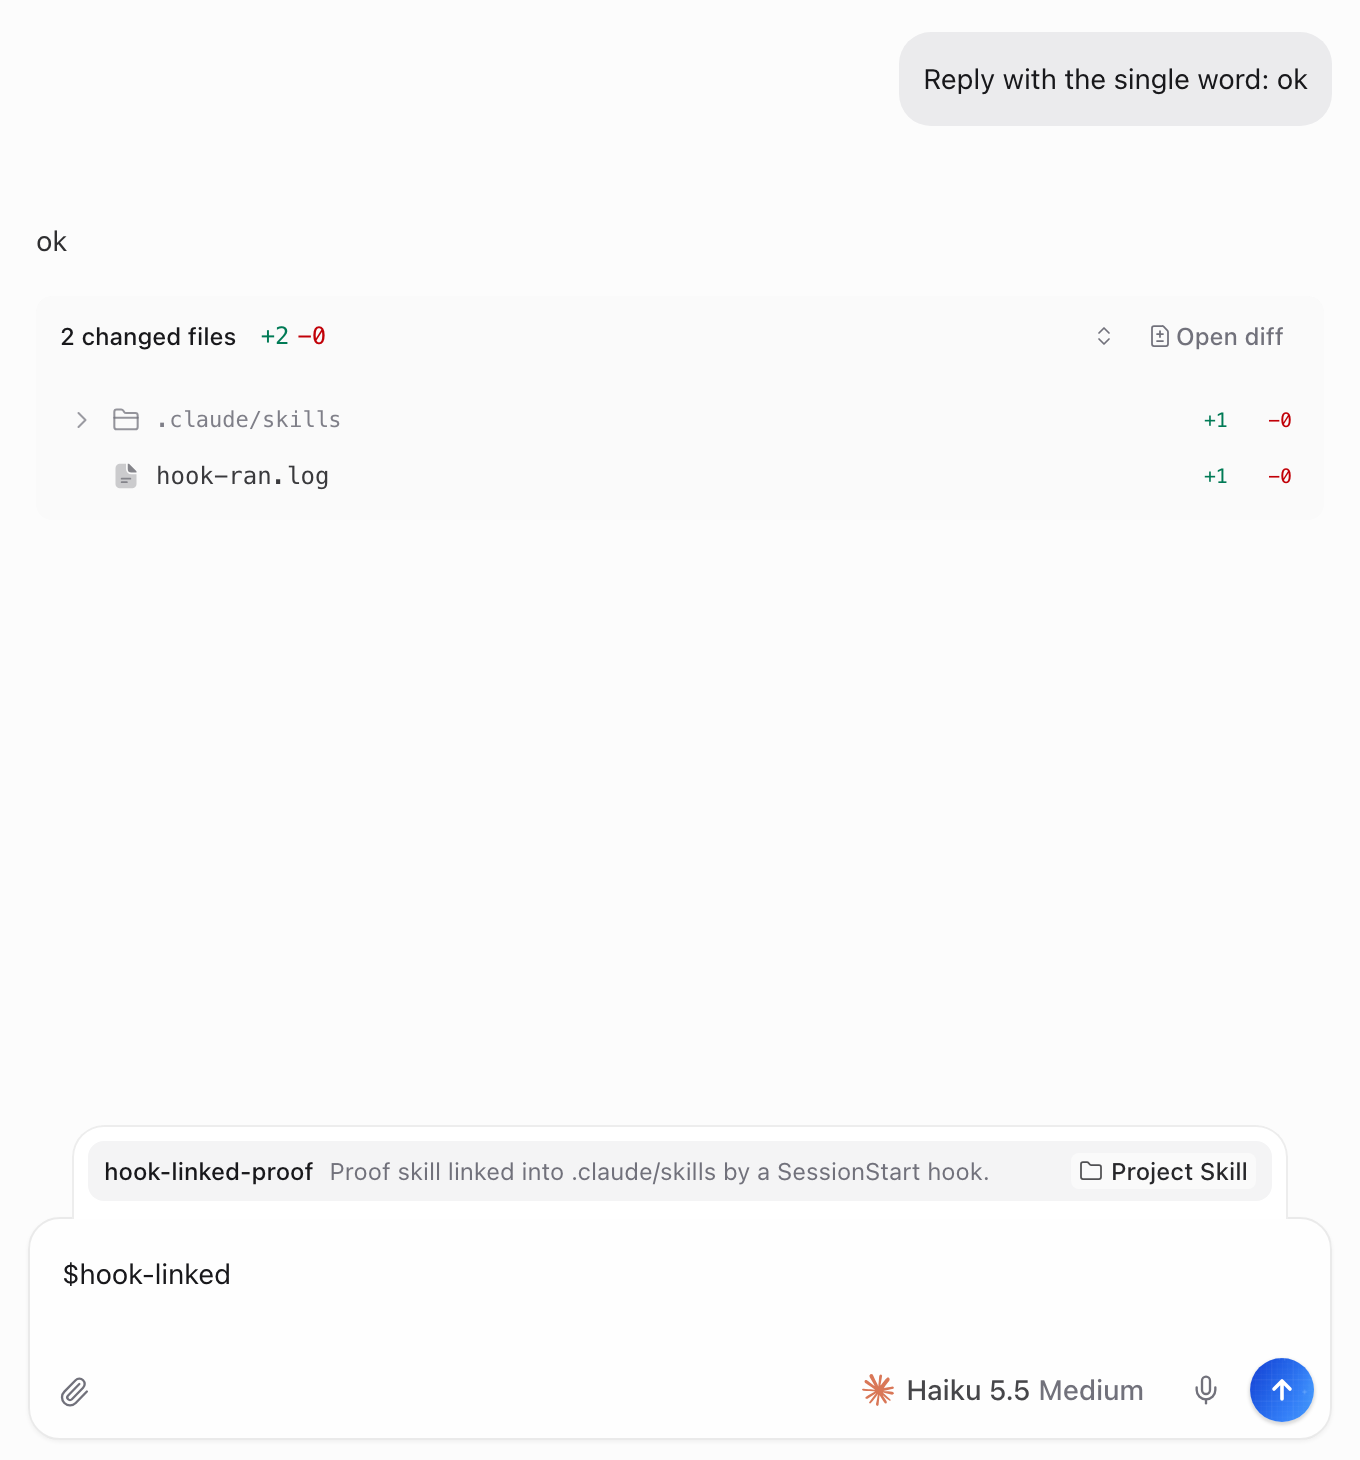 Reply with the single word: ok
ok
2 changed files +2 −0 Open diff
.claude/skills +1 −0
hook-ran.log +1 −0
hook-linked-proof Proof skill linked into .claude/skills by a SessionStart hook. Project Skill
$hook-linked
Haiku 5.5 Medium